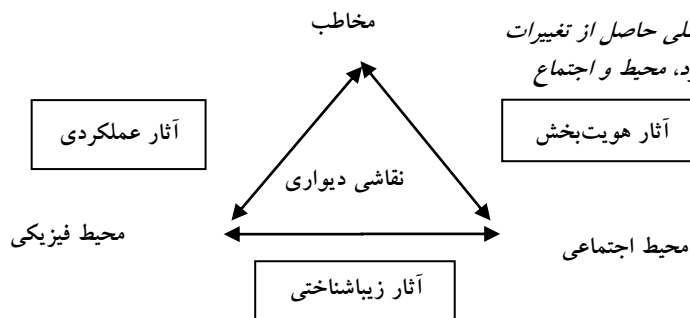 مخاطب
حاصل از تغییرات
محیط و اجتماع
آثار هویت‌بخش
آثار عملکردی
نقاشی دیواری
محیط اجتماعی
محیط فیزیکی
آثار زیباشناختی